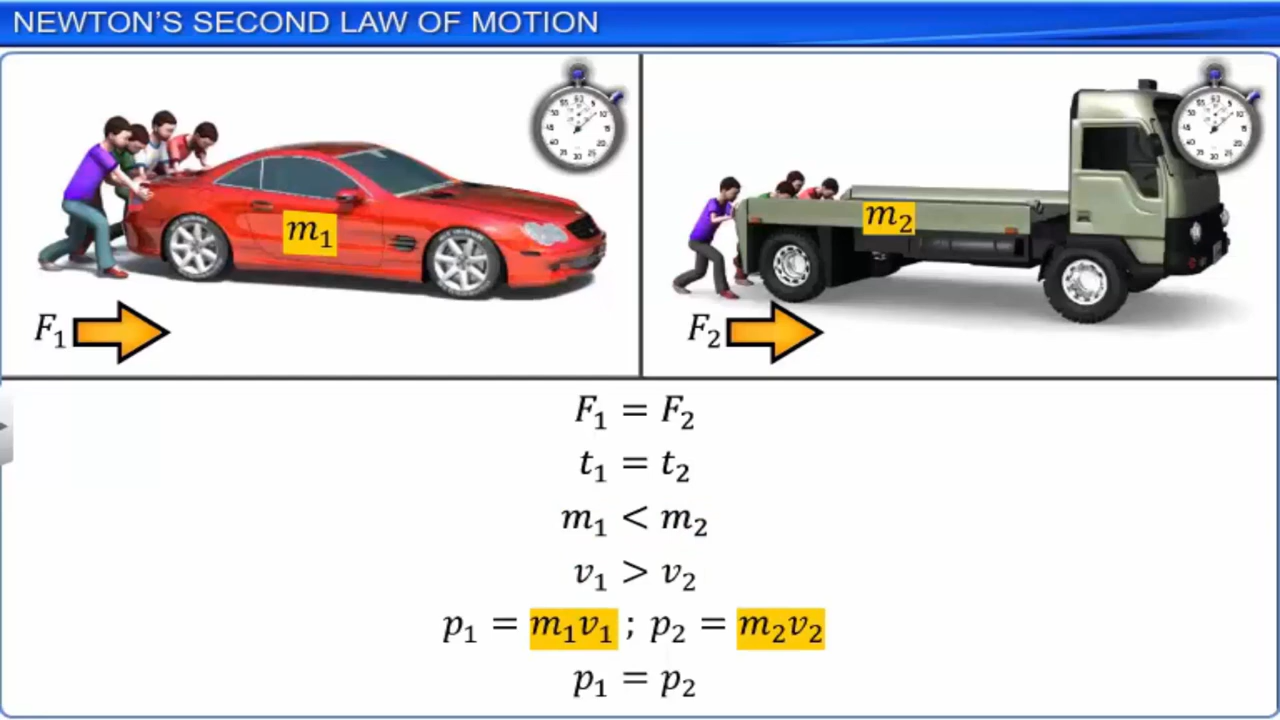 NEWTON'S SECOND LAW OF MOTION
m₁
m₂
F₁
F₂
F₁ = F₂
t₁ = t₂
m₁ < m₂
v₁ > v₂
p₁ = m₁v₁ ; p₂ = m₂v₂
p₁ = p₂